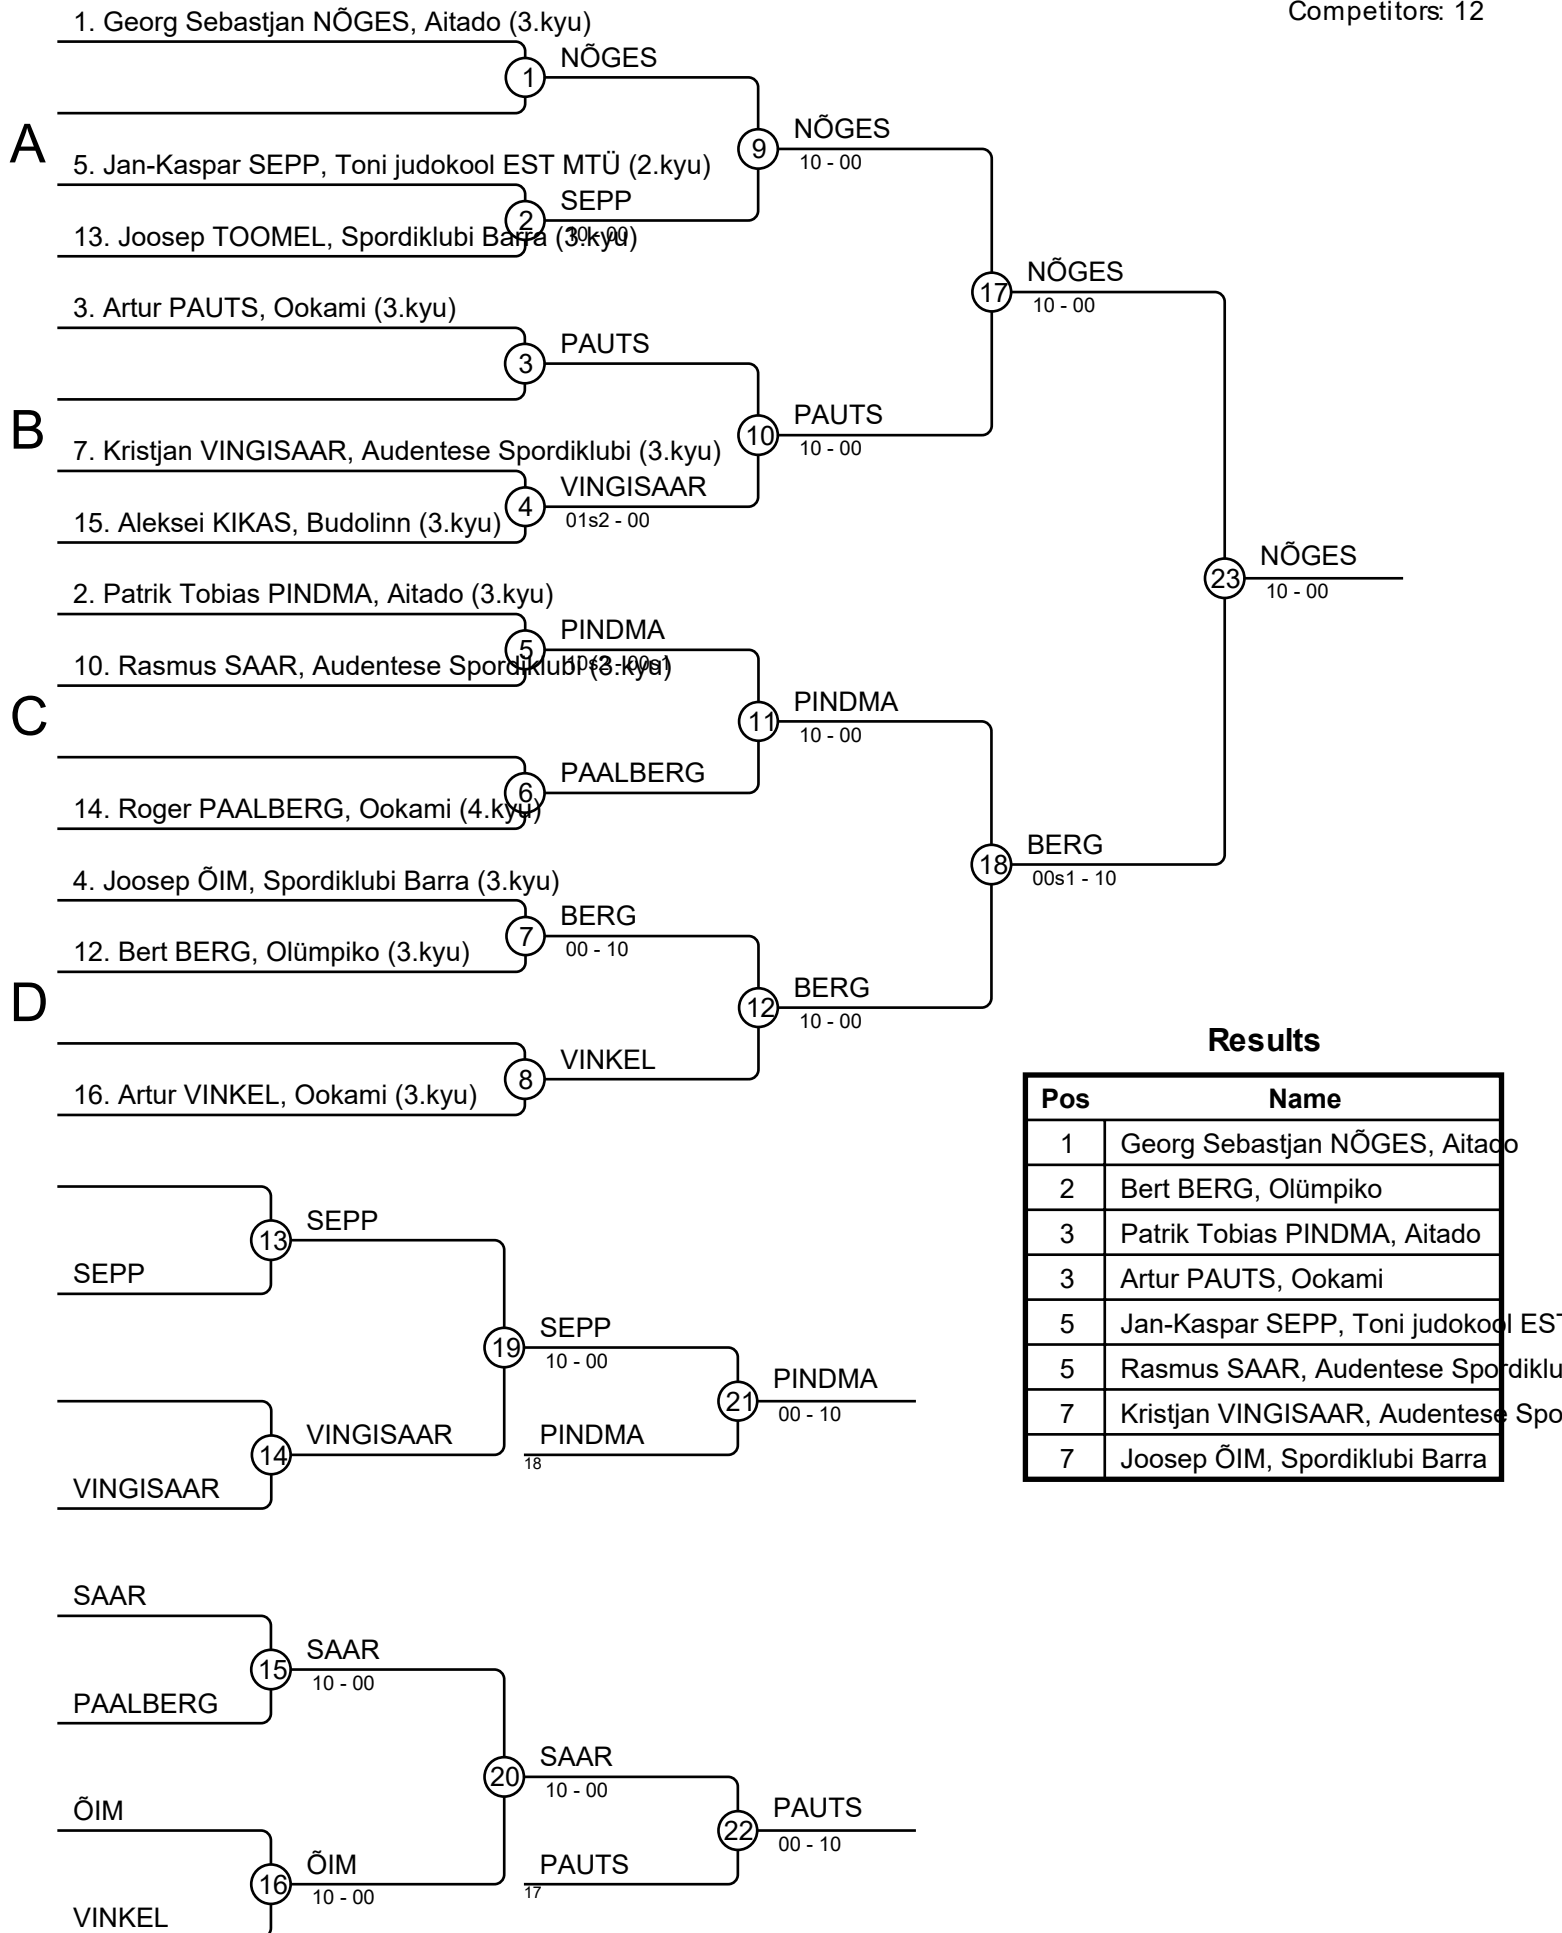 Competitors: 12
1. Georg Sebastjan NÕGES, Aitado (3.kyu)
1
NÕGES
A
5. Jan-Kaspar SEPP, Toni judokool EST MTÜ (2.kyu)
2
SEPP
10 - 00
13. Joosep TOOMEL, Spordiklubi Barra (3.kyu)
9
NÕGES
10 - 00
3. Artur PAUTS, Ookami (3.kyu)
3
PAUTS
B
7. Kristjan VINGISAAR, Audentese Spordiklubi (3.kyu)
4
VINGISAAR
01s2 - 00
15. Aleksei KIKAS, Budolinn (3.kyu)
10
PAUTS
10 - 00
17
NÕGES
10 - 00
2. Patrik Tobias PINDMA, Aitado (3.kyu)
5
PINDMA
10s2 - 00s1
10. Rasmus SAAR, Audentese Spordiklubi (3.kyu)
C
6
PAALBERG
14. Roger PAALBERG, Ookami (4.kyu)
11
PINDMA
10 - 00
4. Joosep ÕIM, Spordiklubi Barra (3.kyu)
7
BERG
00 - 10
12. Bert BERG, Olümpiko (3.kyu)
D
8
VINKEL
16. Artur VINKEL, Ookami (3.kyu)
12
BERG
10 - 00
18
BERG
00s1 - 10
23
NÕGES
10 - 00
Results
Pos Name
1 Georg Sebastjan NÕGES, Aitado
2 Bert BERG, Olümpiko
3 Patrik Tobias PINDMA, Aitado
3 Artur PAUTS, Ookami
5 Jan-Kaspar SEPP, Toni judokool EST
5 Rasmus SAAR, Audentese Spordiklu
7 Kristjan VINGISAAR, Audentese Spo
7 Joosep ÕIM, Spordiklubi Barra
13
SEPP
SEPP
14
VINGISAAR
VINGISAAR
19
SEPP
10 - 00
PINDMA
18
21
PINDMA
00 - 10
SAAR
15
SAAR
10 - 00
PAALBERG
ÕIM
16
ÕIM
10 - 00
VINKEL
20
SAAR
10 - 00
PAUTS
17
22
PAUTS
00 - 10